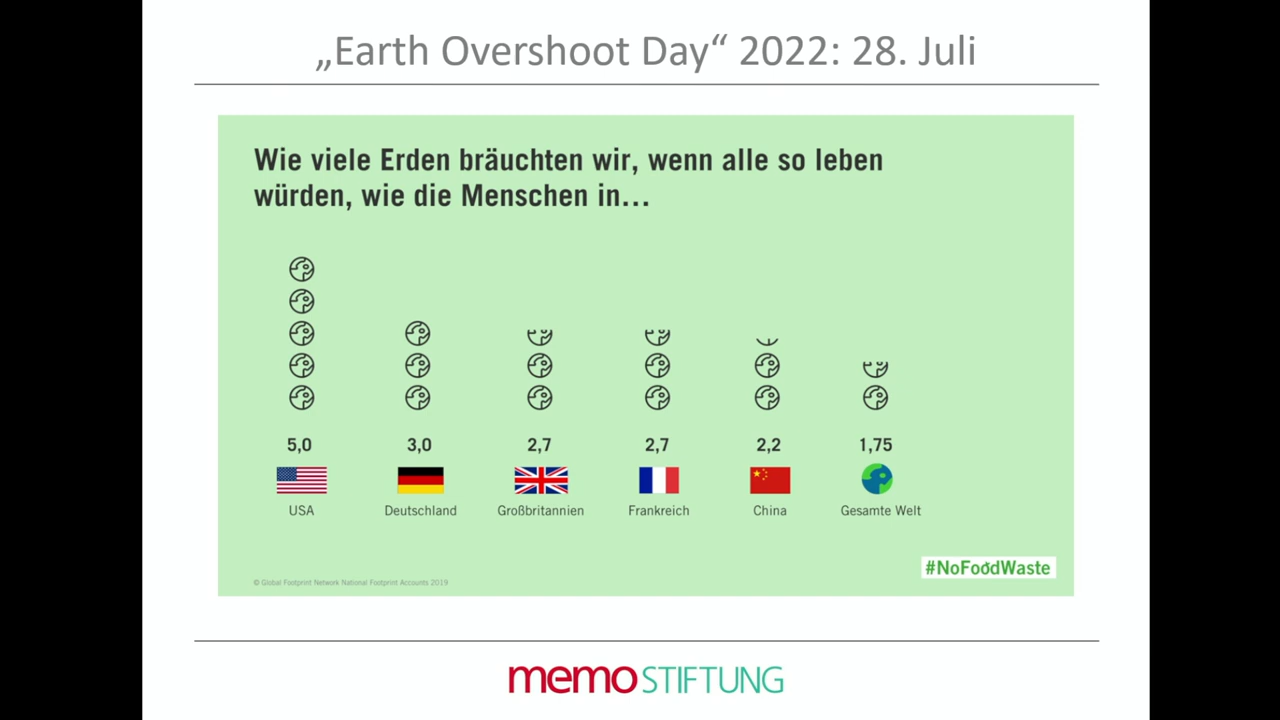 „Earth Overshoot Day“ 2022: 28. Juli
Wie viele Erden bräuchten wir, wenn alle so leben
würden, wie die Menschen in...
5,0 3,0 2,7 2,7 2,2 1,75
USA Deutschland Großbritannien Frankreich China Gesamte Welt
#NoFoodWaste
© Global Footprint Network National Footprint Accounts 2019
memo STIFTUNG